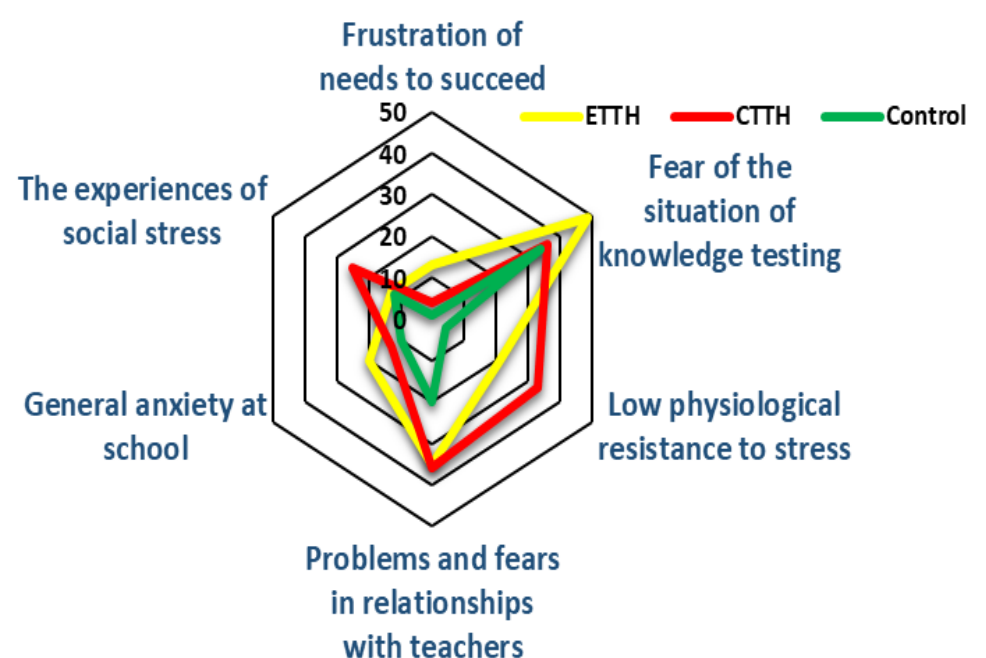 Frustration of
needs to succeed
50
40
30
20
10
0
ETTH
CTTH
Control
Fear of the
situation of
knowledge testing
Low physiological
resistance to stress
Problems and fears
in relationships
with teachers
General anxiety at
school
The experiences of
social stress